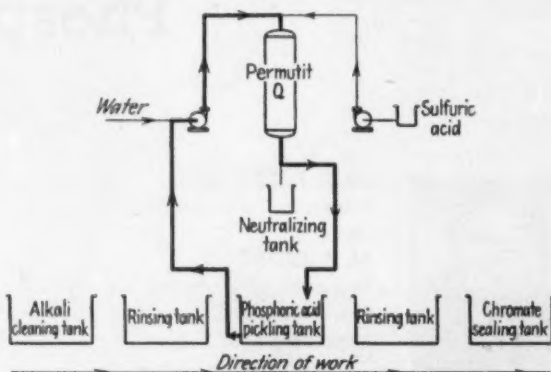 Permutit
Q
Water
Sulfuric
acid
Neutralizing
tank
Alkali
cleaning tank
Rinsing tank
Phosphoric acid
pickling tank
Rinsing tank
Chromate
sealing tank
Direction of work